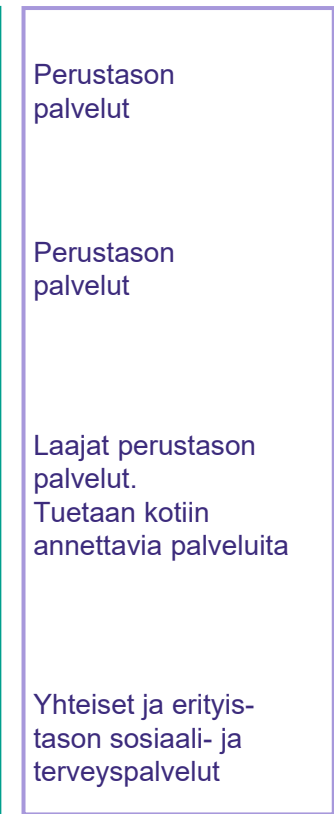 Perustason
palvelut
Perustason
palvelut
Laajat perustason
palvelut.
Tuetaan kotiin
annettavia palveluita
Yhteiset ja erityis-
tason sosiaali- ja
terveyspalvelut